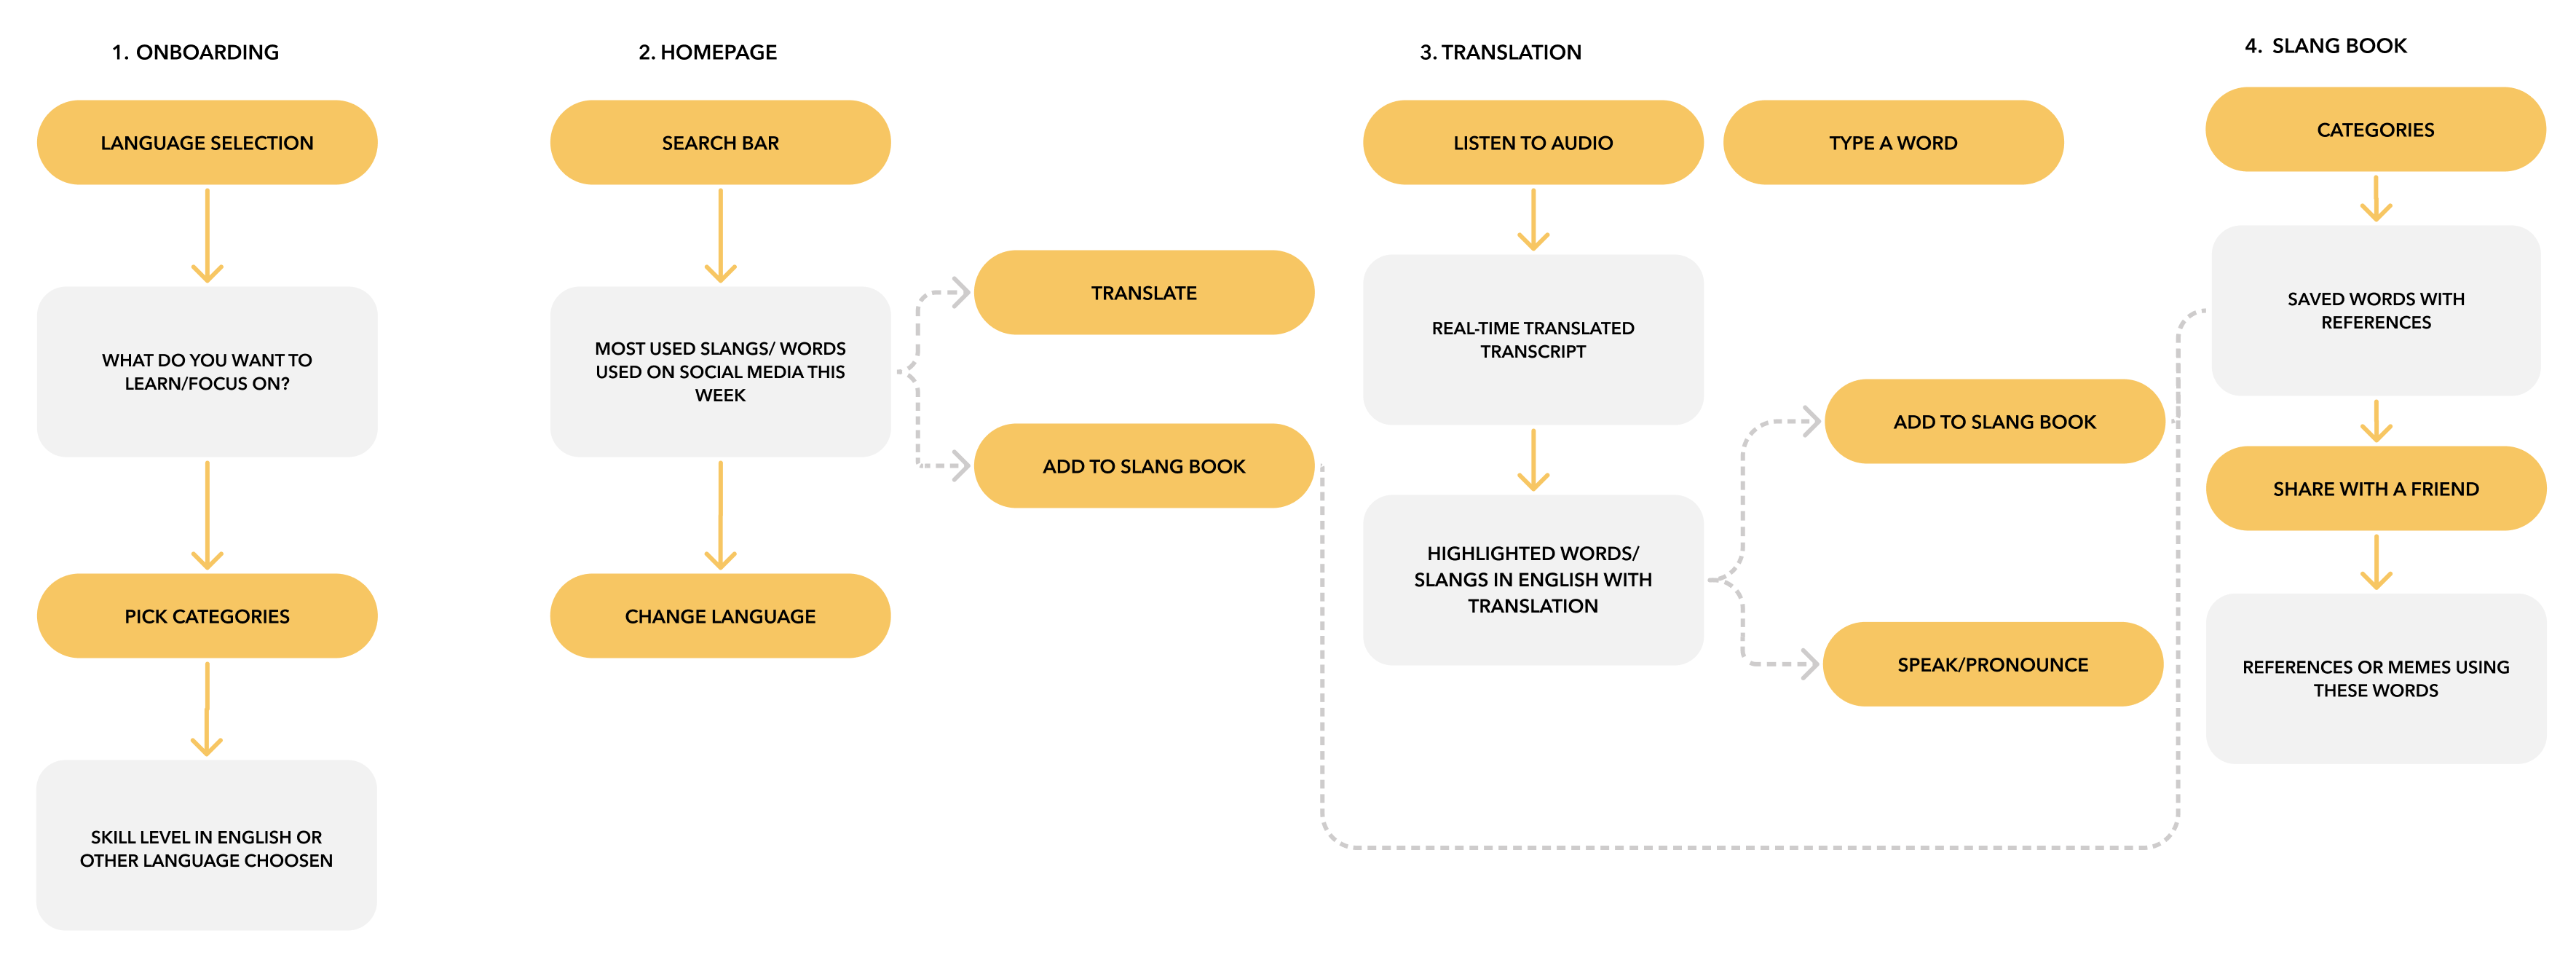 1. ONBOARDING
LANGUAGE SELECTION
WHAT DO YOU WANT TO
LEARN/FOCUS ON?
PICK CATEGORIES
SKILL LEVEL IN ENGLISH OR
OTHER LANGUAGE CHOOSEN
2. HOMEPAGE
SEARCH BAR
MOST USED SLANGS/ WORDS
USED ON SOCIAL MEDIA THIS
WEEK
CHANGE LANGUAGE
TRANSLATE
ADD TO SLANG BOOK
3. TRANSLATION
LISTEN TO AUDIO
TYPE A WORD
REAL-TIME TRANSLATED
TRANSCRIPT
HIGHLIGHTED WORDS/
SLANGS IN ENGLISH WITH
TRANSLATION
ADD TO SLANG BOOK
SPEAK/PRONOUNCE
4. SLANG BOOK
CATEGORIES
SAVED WORDS WITH
REFERENCES
SHARE WITH A FRIEND
REFERENCES OR MEMES USING
THESE WORDS